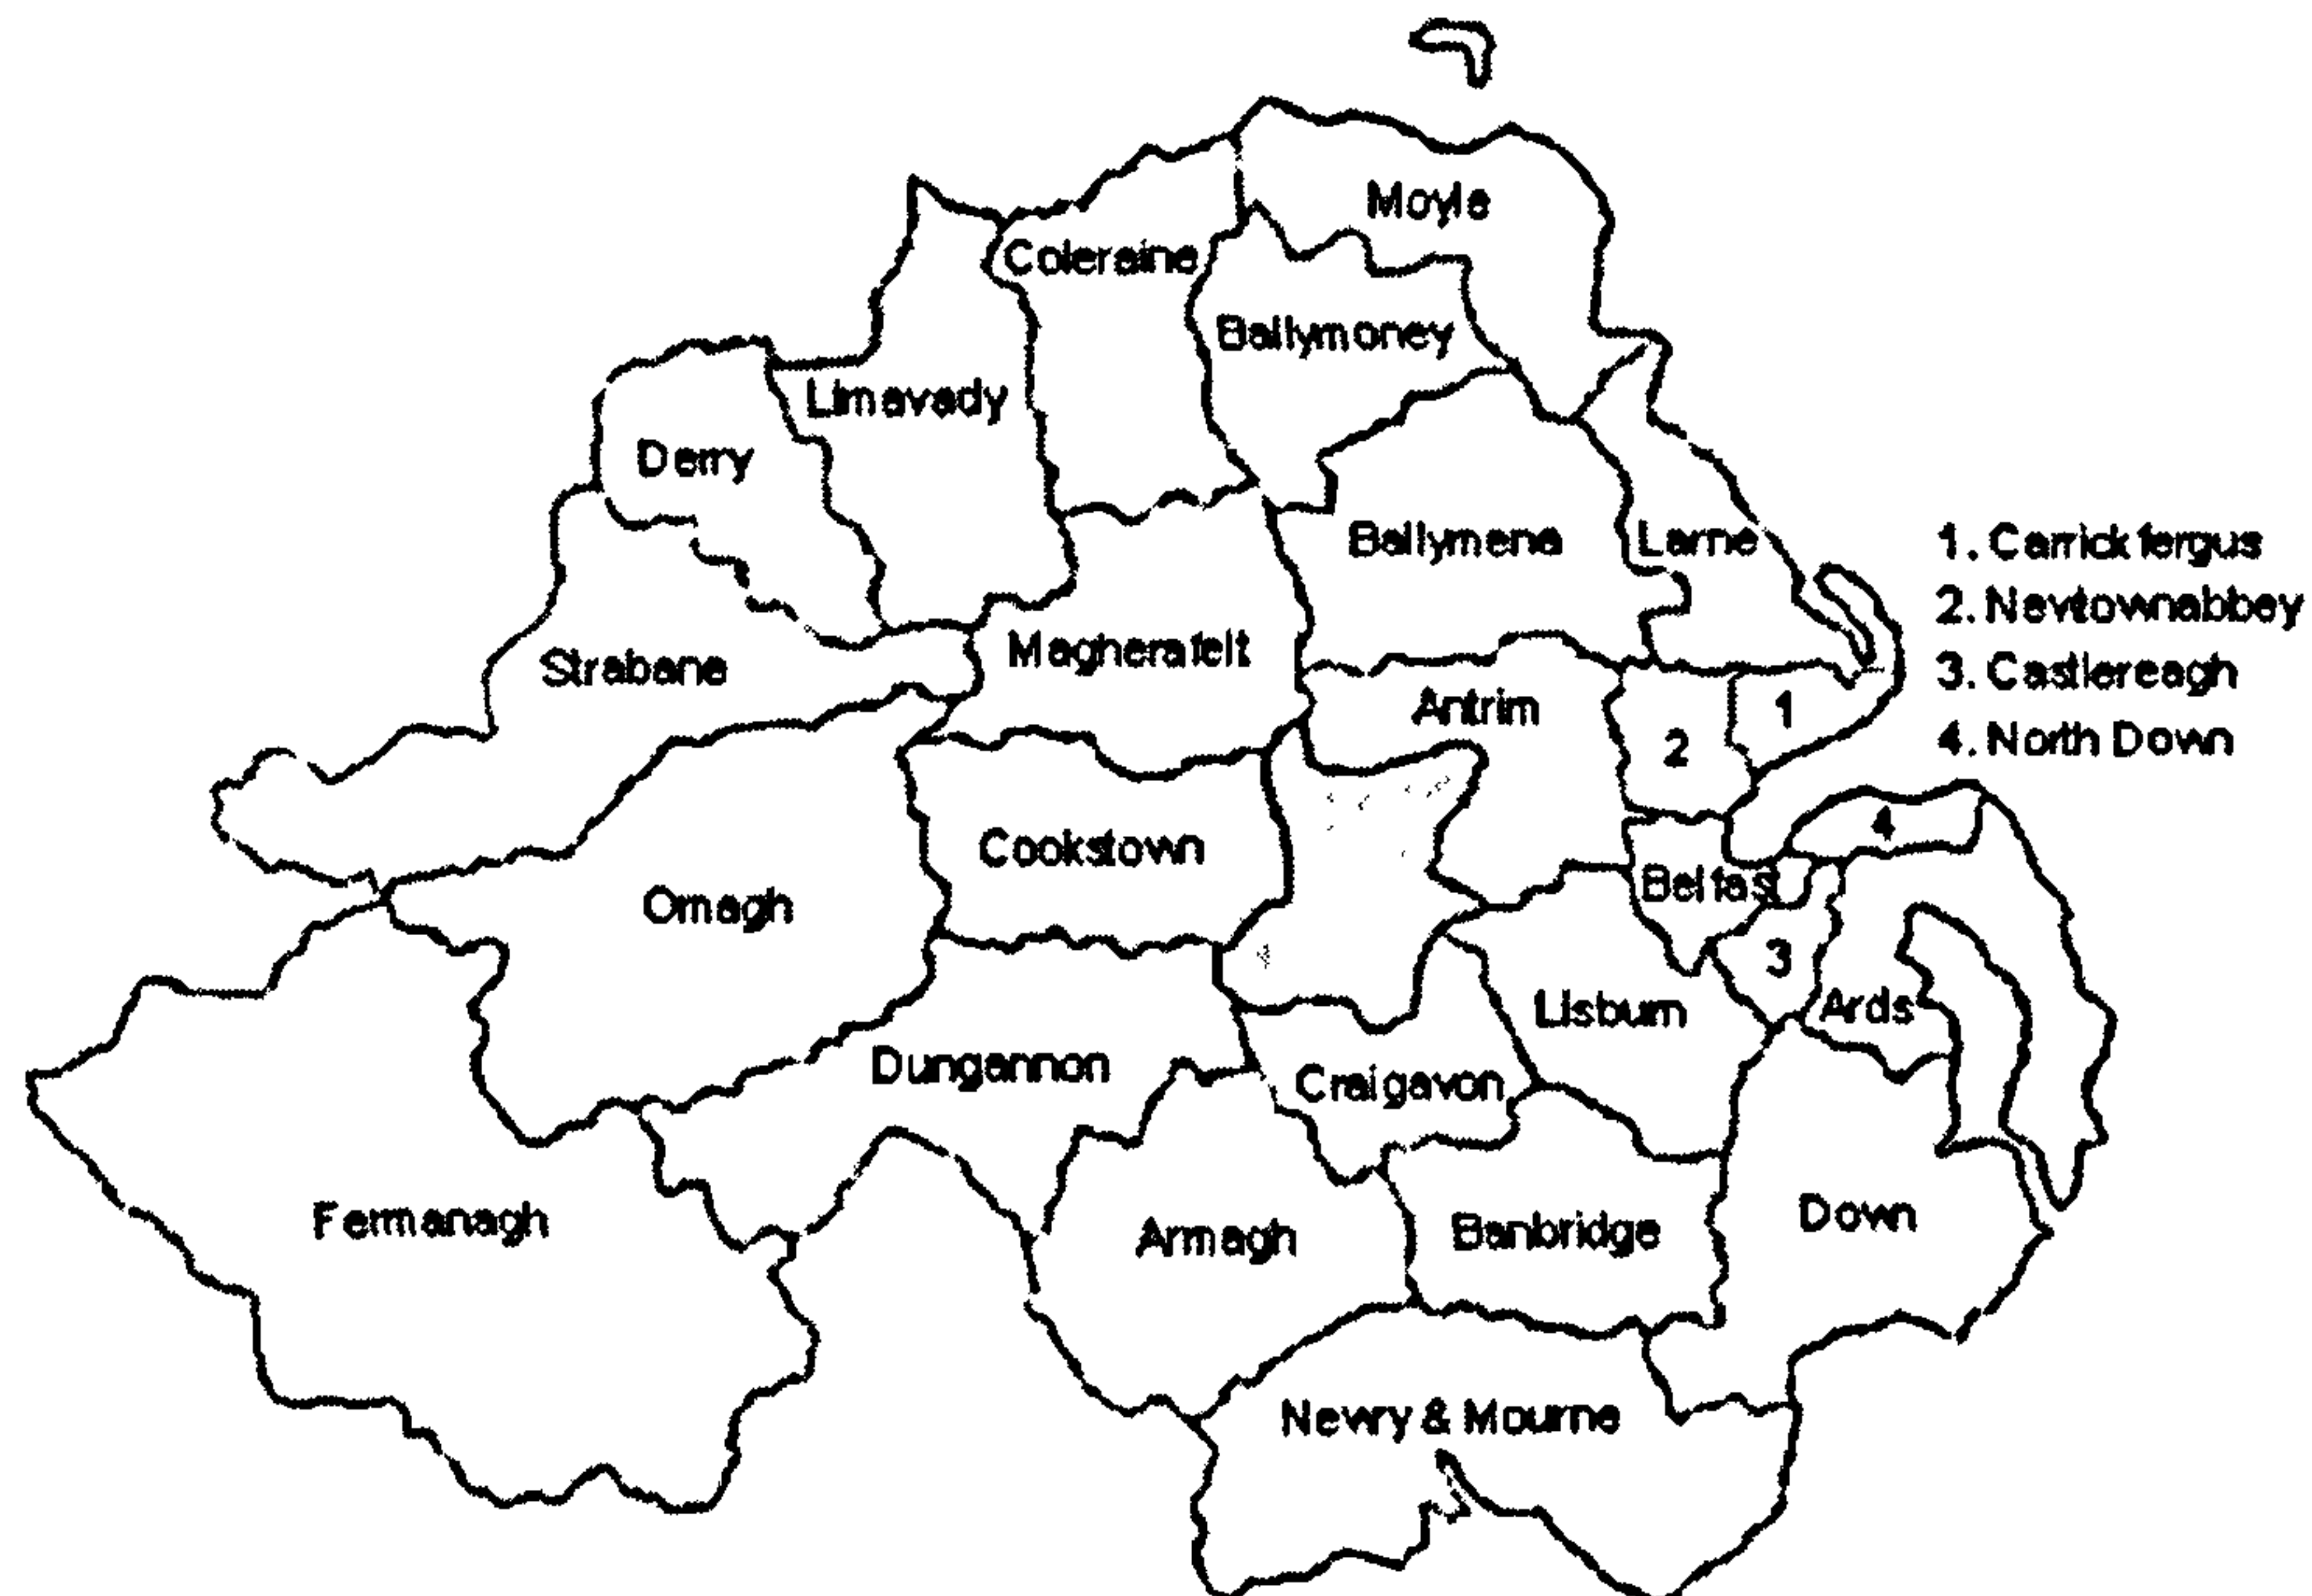 Moyle
Coleraine
Ballymoney
Limavady
Derry
Ballymena
Larne
1. Carrickfergus
2. Newtownabbey
3. Castlereagh
4. North Down
Strabane
Magherafelt
Antrim
1
2
4
Cookstown
Belfast
Omagh
3
Ards
Lisburn
Dungannon
Craigavon
Fermanagh
Armagh
Banbridge
Down
Newry & Mourne